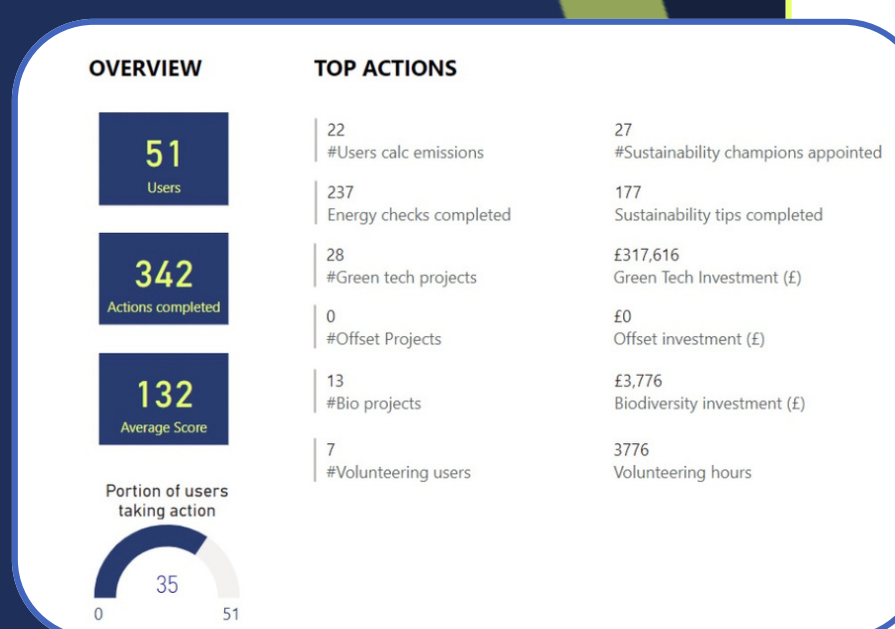 OVERVIEW
51
Users
342
Actions completed
132
Average Score
Portion of users
taking action
35
0
51
TOP ACTIONS
22
#Users calc emissions
27
#Sustainability champions appointed
237
Energy checks completed
177
Sustainability tips completed
28
#Green tech projects
£317,616
Green Tech Investment (£)
0
#Offset Projects
£0
Offset investment (£)
13
#Bio projects
£3,776
Biodiversity investment (£)
7
#Volunteering users
3776
Volunteering hours